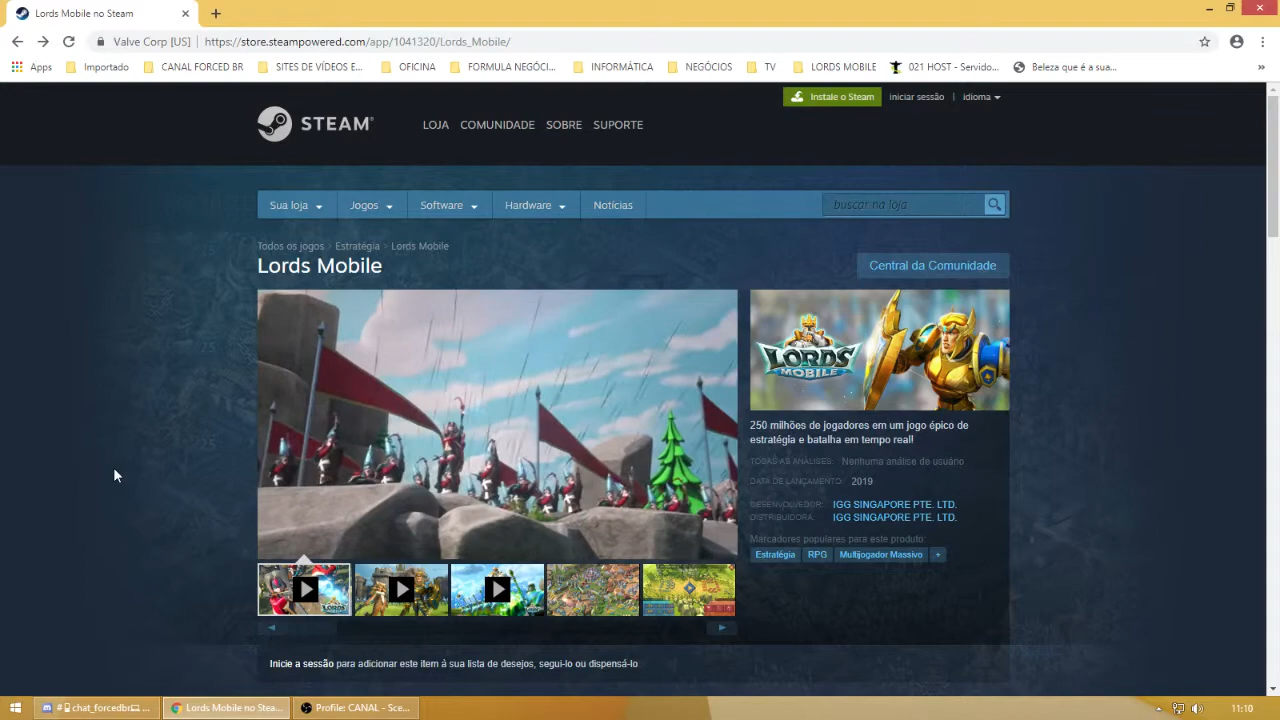 Lords Mobile no Steam
Valve Corp [US] | https://store.steampowered.com/app/1041320/Lords_Mobile/
Apps Importado CANAL FORCED BR SITES DE VÍDEOS E... OFICINA FORMULA NEGÓCI... INFORMÁTICA NEGÓCIOS TV LORDS MOBILE 021 HOST - Servido... Beleza que é a sua... »
Instale o Steam iniciar sessão | idioma
STEAM® LOJA COMUNIDADE SOBRE SUPORTE
Sua loja Jogos Software Hardware Notícias buscar na loja
Todos os jogos > Estratégia > Lords Mobile
Lords Mobile
Central da Comunidade
LORDS
MOBILE
250 milhões de jogadores em um jogo épico de
estratégia e batalha em tempo real!
TODAS AS ANÁLISES: Nenhuma análise de usuário
DATA DE LANÇAMENTO: 2019
DESENVOLVEDOR: IGG SINGAPORE PTE. LTD.
DISTRIBUIDORA: IGG SINGAPORE PTE. LTD.
Marcadores populares para este produto:
Estratégia RPG Multijogador Massivo +
Inicie a sessão para adicionar este item à sua lista de desejos, segui-lo ou dispensá-lo
# chat_forcedbr ... Lords Mobile no Stea... Profile: CANAL - Sce... 11:10